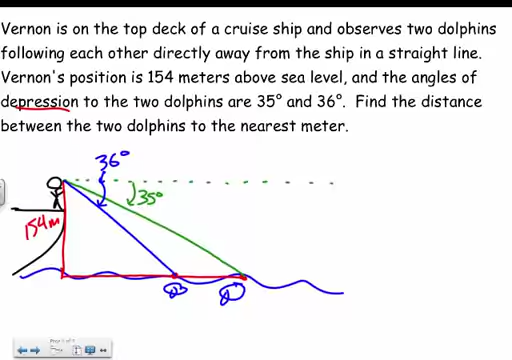 Vernon is on the top deck of a cruise ship and observes two dolphins
following each other directly away from the ship in a straight line.
Vernon's position is 154 meters above sea level, and the angles of
depression to the two dolphins are 35° and 36°. Find the distance
between the two dolphins to the nearest meter.
36°
35°
154m